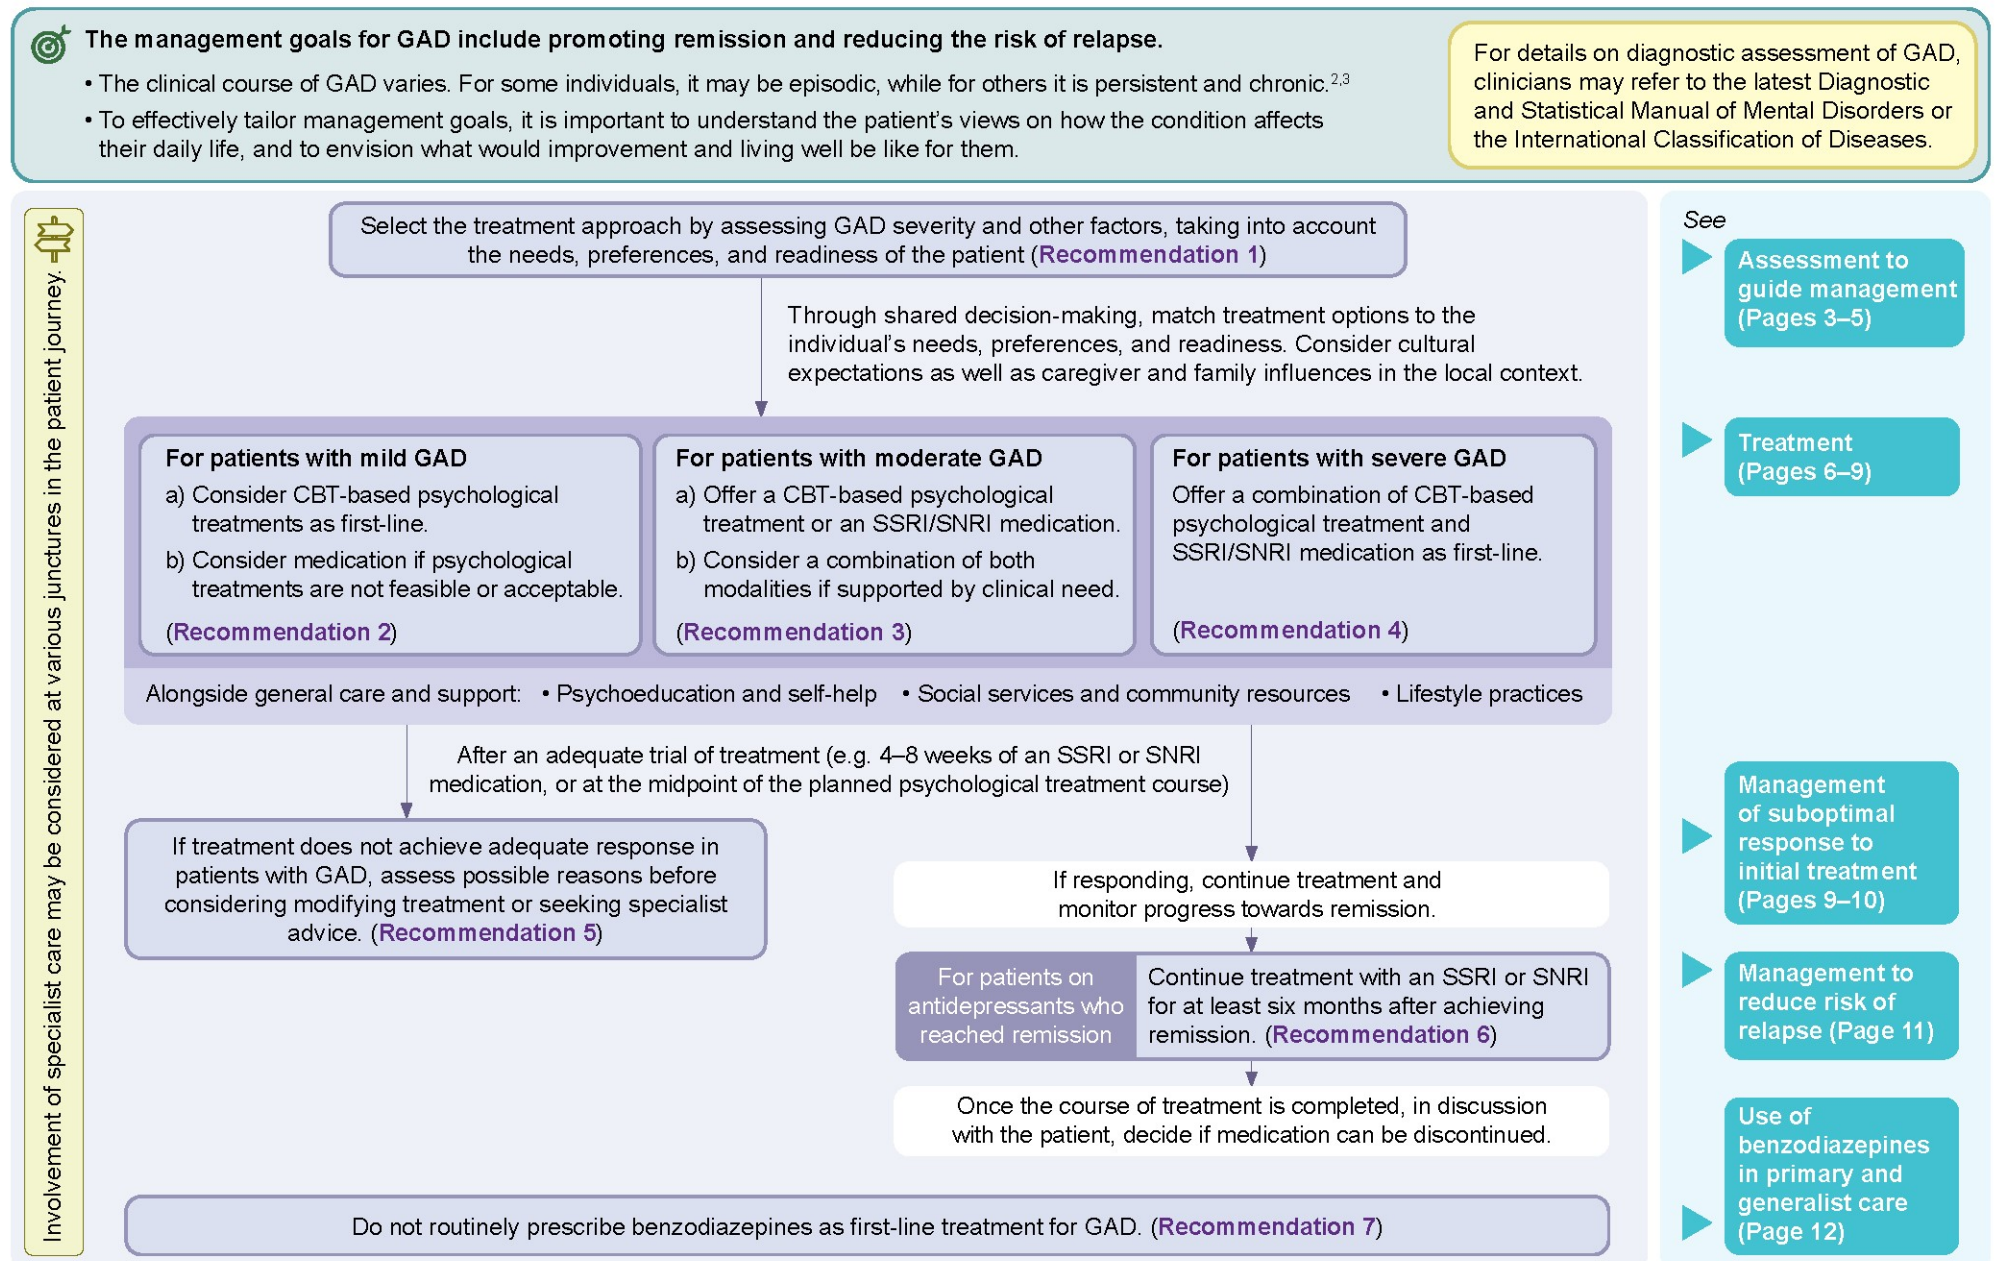 The management goals for GAD include promoting remission and reducing the risk of relapse.
• The clinical course of GAD varies. For some individuals, it may be episodic, while for others it is persistent and chronic.2,3
• To effectively tailor management goals, it is important to understand the patient’s views on how the condition affects
their daily life, and to envision what would improvement and living well be like for them.
For details on diagnostic assessment of GAD,
clinicians may refer to the latest Diagnostic
and Statistical Manual of Mental Disorders or
the International Classification of Diseases.
Involvement of specialist care may be considered at various junctures in the patient journey.
Select the treatment approach by assessing GAD severity and other factors, taking into account
the needs, preferences, and readiness of the patient (Recommendation 1)
Through shared decision-making, match treatment options to the
individual’s needs, preferences, and readiness. Consider cultural
expectations as well as caregiver and family influences in the local context.
For patients with mild GAD
a) Consider CBT-based psychological
treatments as first-line.
b) Consider medication if psychological
treatments are not feasible or acceptable.
(Recommendation 2)
For patients with moderate GAD
a) Offer a CBT-based psychological
treatment or an SSRI/SNRI medication.
b) Consider a combination of both
modalities if supported by clinical need.
(Recommendation 3)
For patients with severe GAD
Offer a combination of CBT-based
psychological treatment and
SSRI/SNRI medication as first-line.
(Recommendation 4)
Alongside general care and support: • Psychoeducation and self-help • Social services and community resources • Lifestyle practices
After an adequate trial of treatment (e.g. 4–8 weeks of an SSRI or SNRI
medication, or at the midpoint of the planned psychological treatment course)
If treatment does not achieve adequate response in
patients with GAD, assess possible reasons before
considering modifying treatment or seeking specialist
advice. (Recommendation 5)
If responding, continue treatment and
monitor progress towards remission.
For patients on
antidepressants who
reached remission
Continue treatment with an SSRI or SNRI
for at least six months after achieving
remission. (Recommendation 6)
Once the course of treatment is completed, in discussion
with the patient, decide if medication can be discontinued.
Do not routinely prescribe benzodiazepines as first-line treatment for GAD. (Recommendation 7)
See
Assessment to
guide management
(Pages 3–5)
Treatment
(Pages 6–9)
Management
of suboptimal
response to
initial treatment
(Pages 9–10)
Management to
reduce risk of
relapse (Page 11)
Use of
benzodiazepines
in primary and
generalist care
(Page 12)